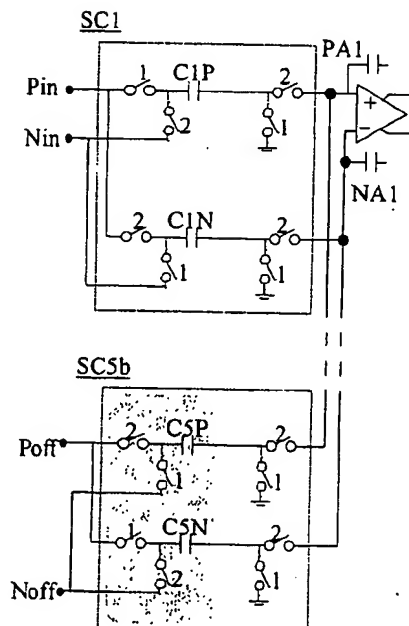 SC1
PA1
1 C1P 2
Pin
2 1
Nin
NA1
2 C1N 2
1 1
SC5b
2 C5P 2
Poff
1 1
1 C5N 2
Noff
2 1